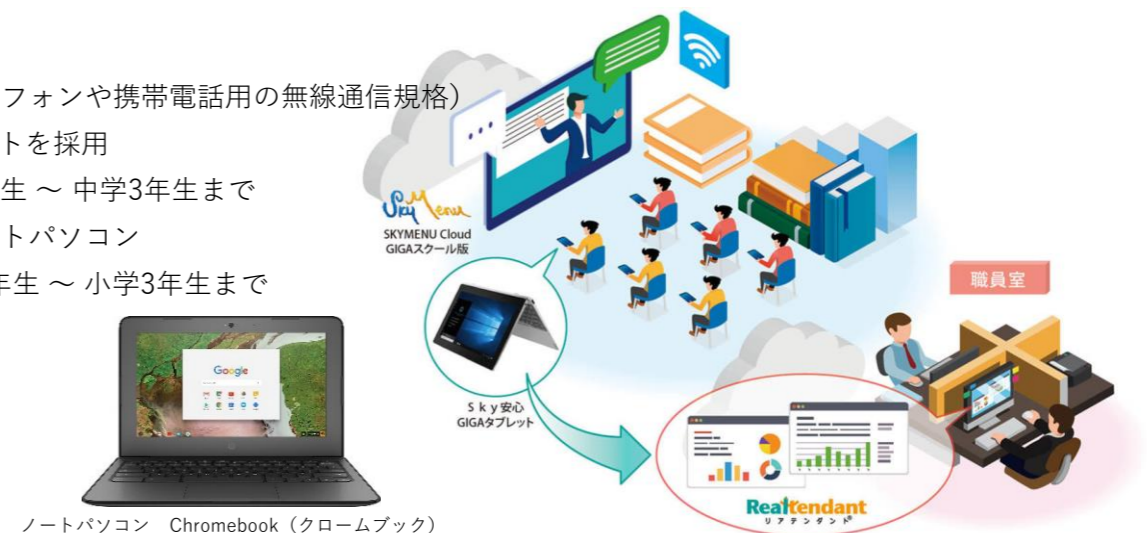 フォンや携帯電話用の無線通信規格）
トを採用
生 ～ 中学3年生まで
トパソコン
年生 ～ 小学3年生まで
SkyMenu
SKYMENU Cloud
GIGAスクール版
職員室
Google
Sky安心
GIGAタブレット
Realtendant
リアテンダント®
ノートパソコン　Chromebook（クロームブック）